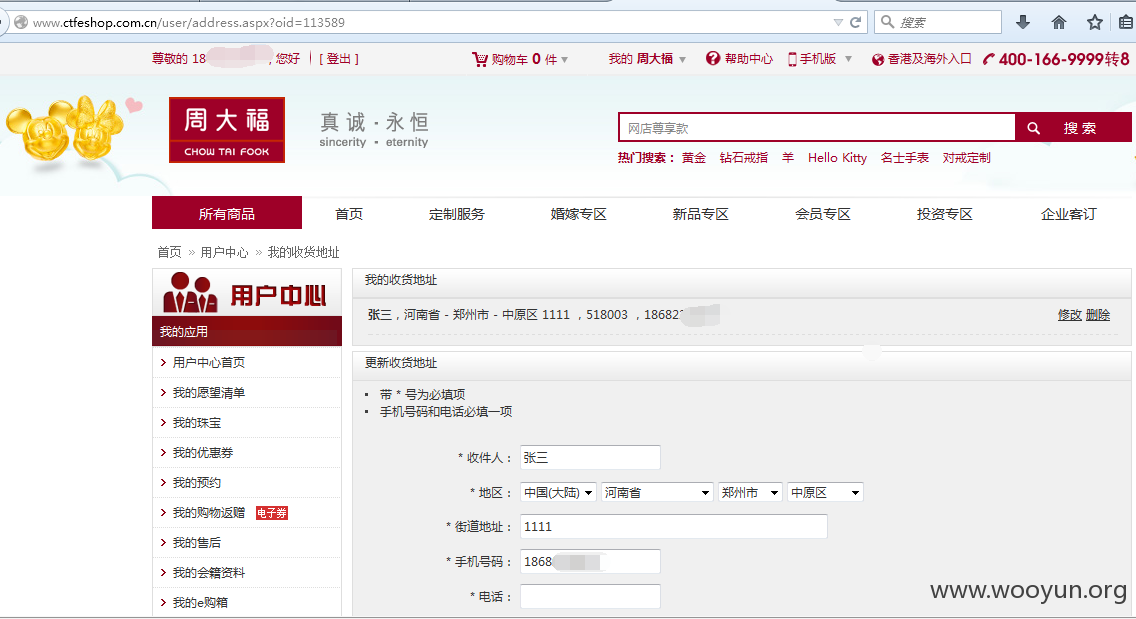 www.ctfeshop.com.cn/user/address.aspx?oid=113589 搜索
尊敬的 18 , 您好 [ 登出 ] 购物车 0 件 我的 周大福 帮助中心 手机版 香港及海外入口 400-166-9999转8
周大福
CHOW TAI FOOK
真诚·永恒
sincerity · eternity
网店尊享款 搜索
热门搜索： 黄金 钻石戒指 羊 Hello Kitty 名士手表 对戒定制
所有商品 首页 定制服务 婚嫁专区 新品专区 会员专区 投资专区 企业客订
首页 » 用户中心 » 我的收货地址
用户中心
我的应用
用户中心首页
我的愿望清单
我的珠宝
我的优惠券
我的预约
我的购物返赠 电子券
我的售后
我的会籍资料
我的e购箱
我的收货地址
张三，河南省 - 郑州市 - 中原区 1111 ，518003 ，18682 修改 删除
更新收货地址
▪ 带 * 号为必填项
▪ 手机号码和电话必填一项
* 收件人： 张三
* 地区： 中国(大陆) 河南省 郑州市 中原区
* 街道地址： 1111
* 手机号码： 1868
* 电话：
www.wooyun.org